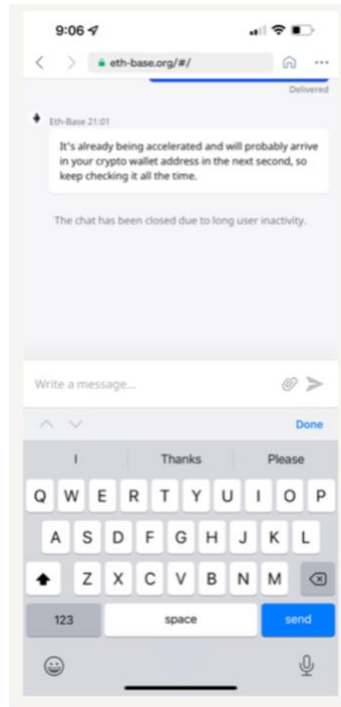 9:06
eth-base.org/#/
Delivered
Eth-Base 21:01
It's already being accelerated and will probably arrive
in your crypto wallet address in the next second, so
keep checking it all the time.
The chat has been closed due to long user inactivity.
Write a message...
Done
I Thanks Please
Q W E R T Y U I O P
A S D F G H J K L
Z X C V B N M
123 space send